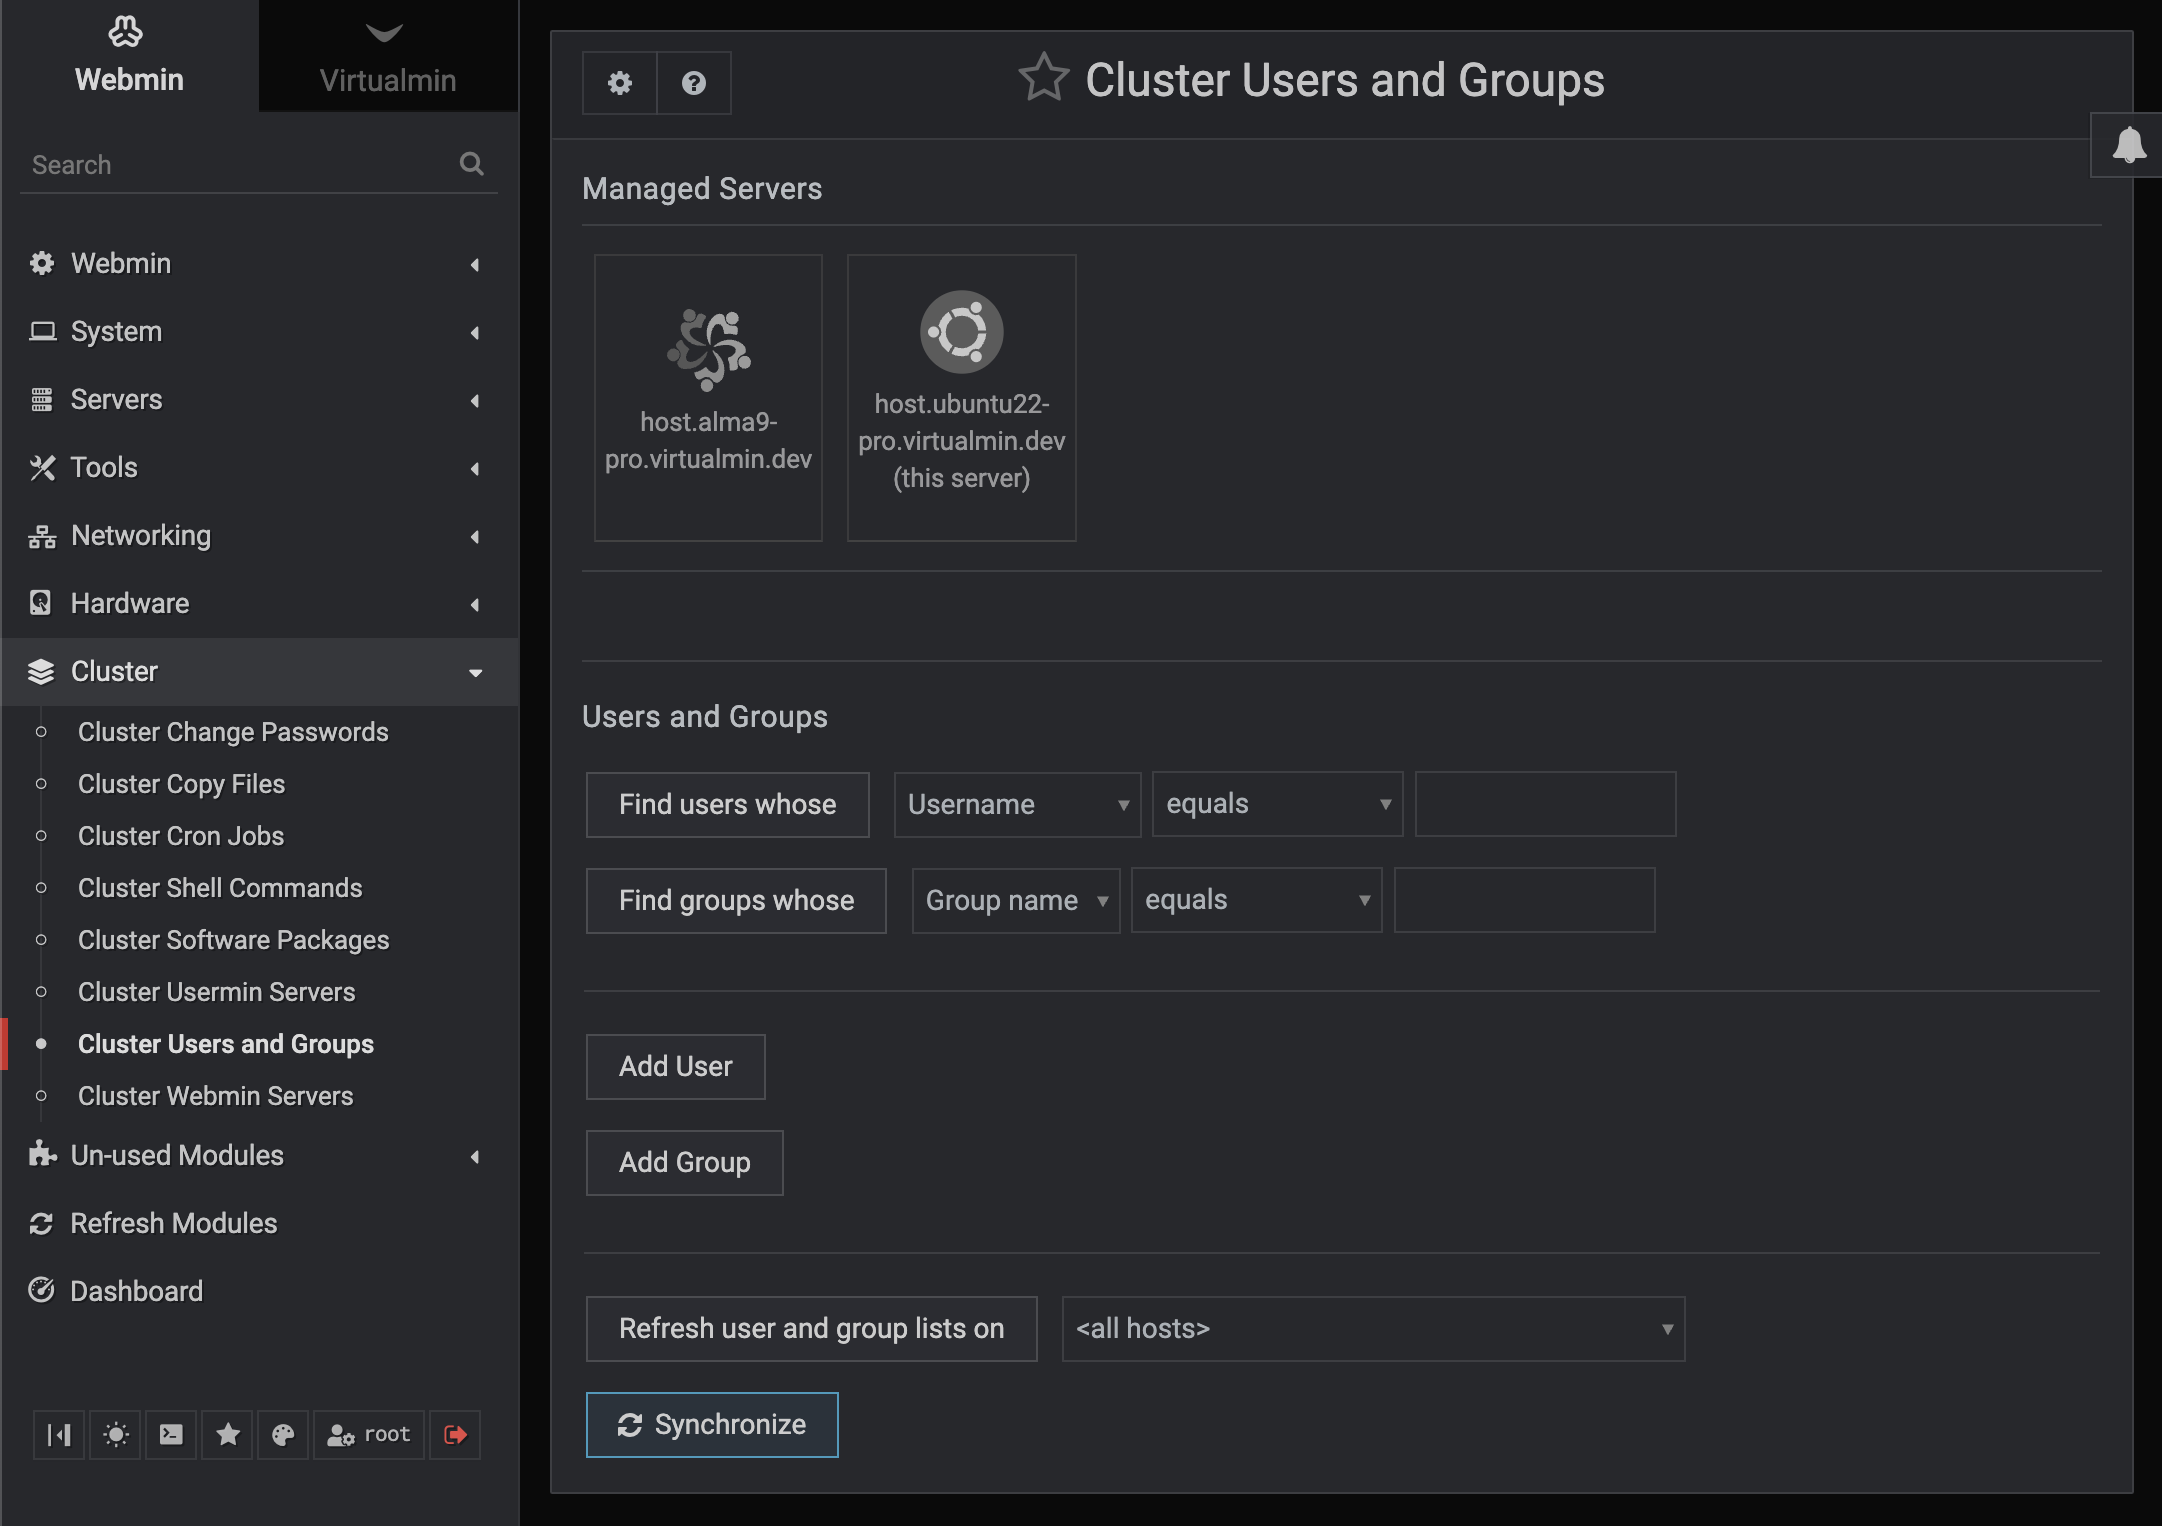 Webmin
Virtualmin
Search
Webmin
System
Servers
Tools
Networking
Hardware
Cluster
Cluster Change Passwords
Cluster Copy Files
Cluster Cron Jobs
Cluster Shell Commands
Cluster Software Packages
Cluster Usermin Servers
Cluster Users and Groups
Cluster Webmin Servers
Un-used Modules
Refresh Modules
Dashboard
root
Cluster Users and Groups
Managed Servers
host.alma9-
pro.virtualmin.dev
host.ubuntu22-
pro.virtualmin.dev
(this server)
Users and Groups
Find users whose Username equals
Find groups whose Group name equals
Add User
Add Group
Refresh user and group lists on <all hosts>
Synchronize